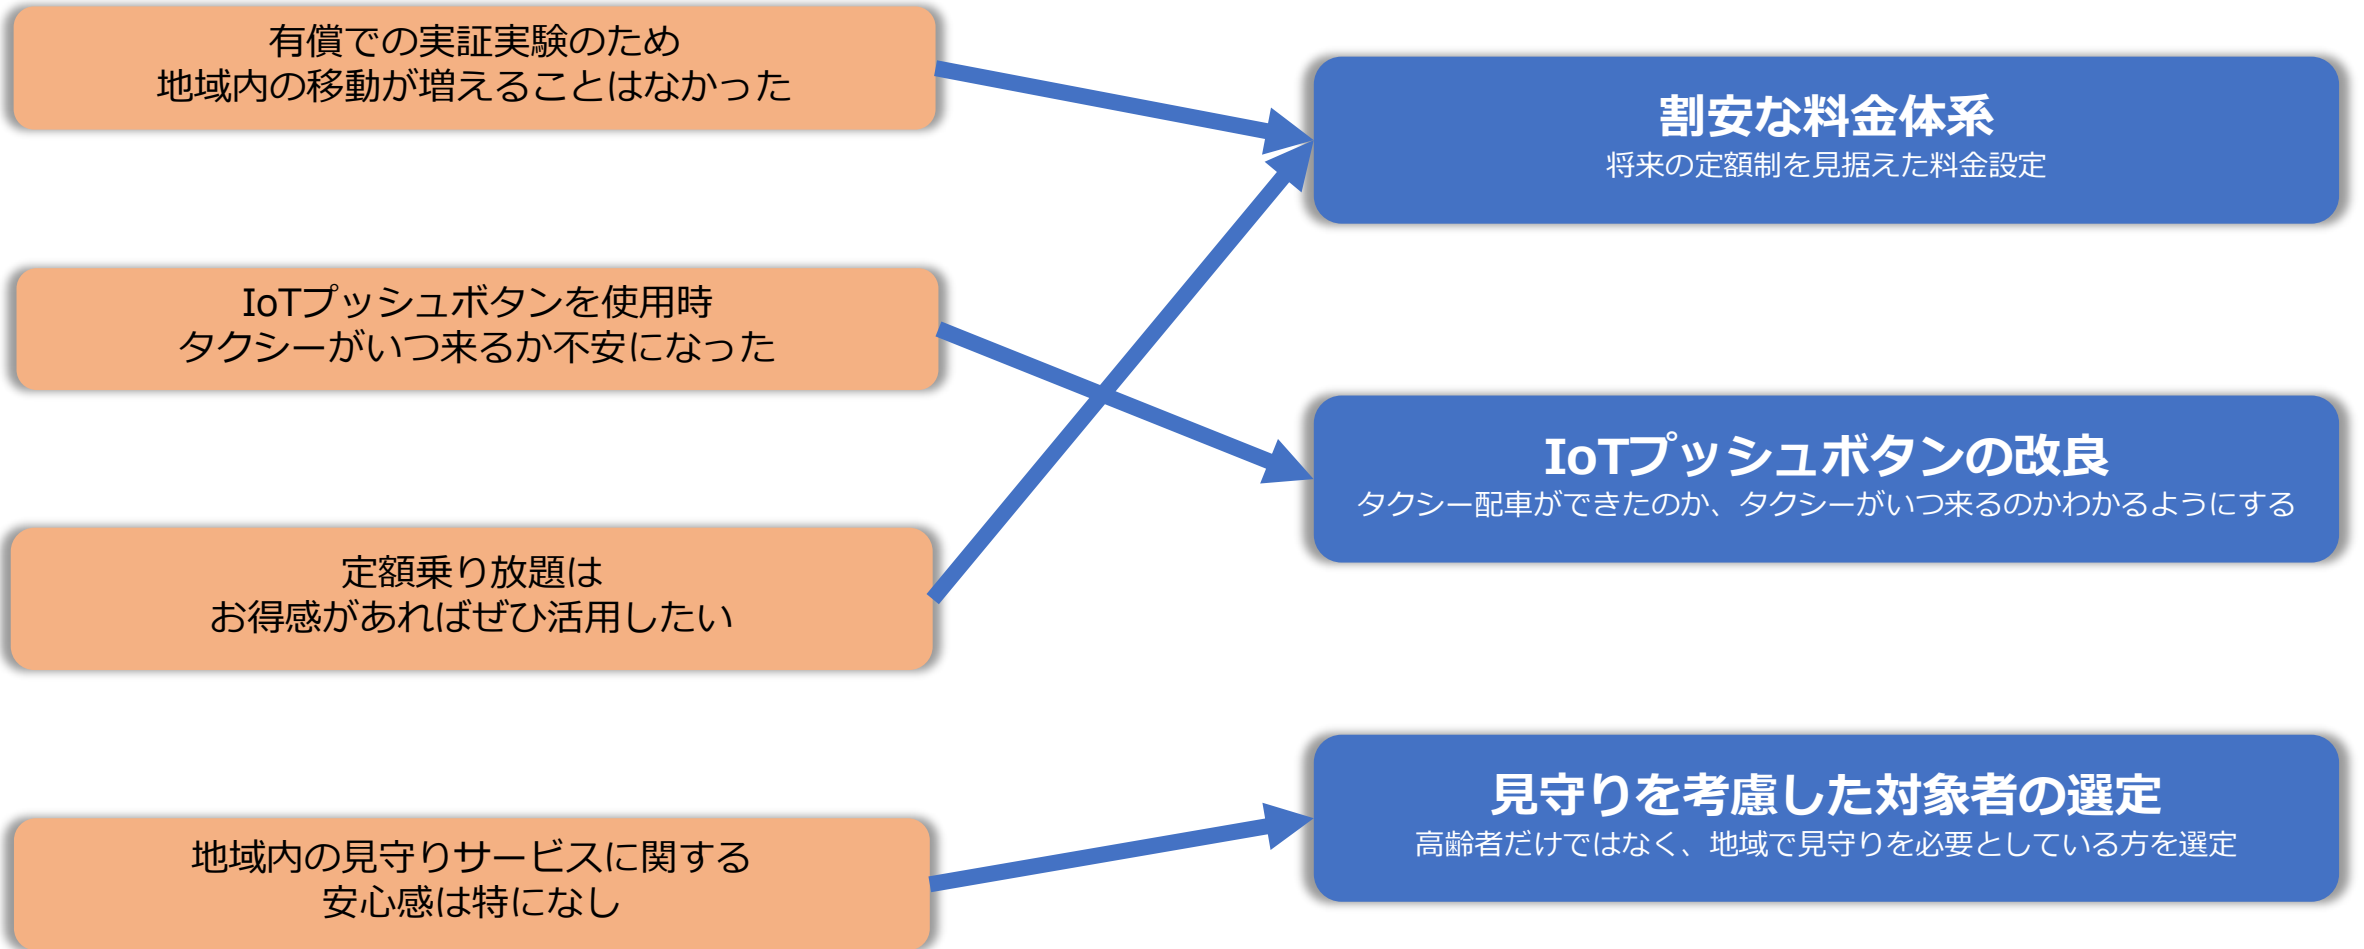 有償での実証実験のため
地域内の移動が増えることはなかった
IoTプッシュボタンを使用時
タクシーがいつ来るか不安になった
定額乗り放題は
お得感があればぜひ活用したい
地域内の見守りサービスに関する
安心感は特になし
割安な料金体系
将来の定額制を見据えた料金設定
IoTプッシュボタンの改良
タクシー配車ができたのか、タクシーがいつ来るのかわかるようにする
見守りを考慮した対象者の選定
高齢者だけではなく、地域で見守りを必要としている方を選定